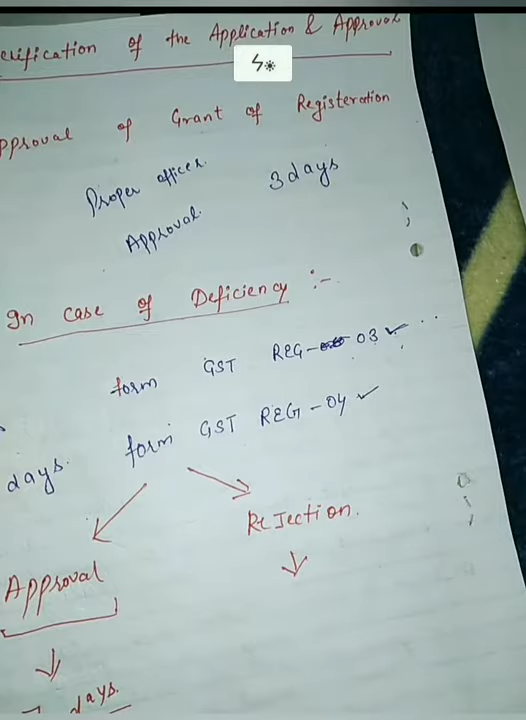 erification of the Application & Approval
pproval of Grant of Registeration
Proper officer. 3 days
Approval.
In case of Deficiency :-
form GST REG- 03 ✓
days. form GST REG - 04 ✓
Approval Rejection.
days.